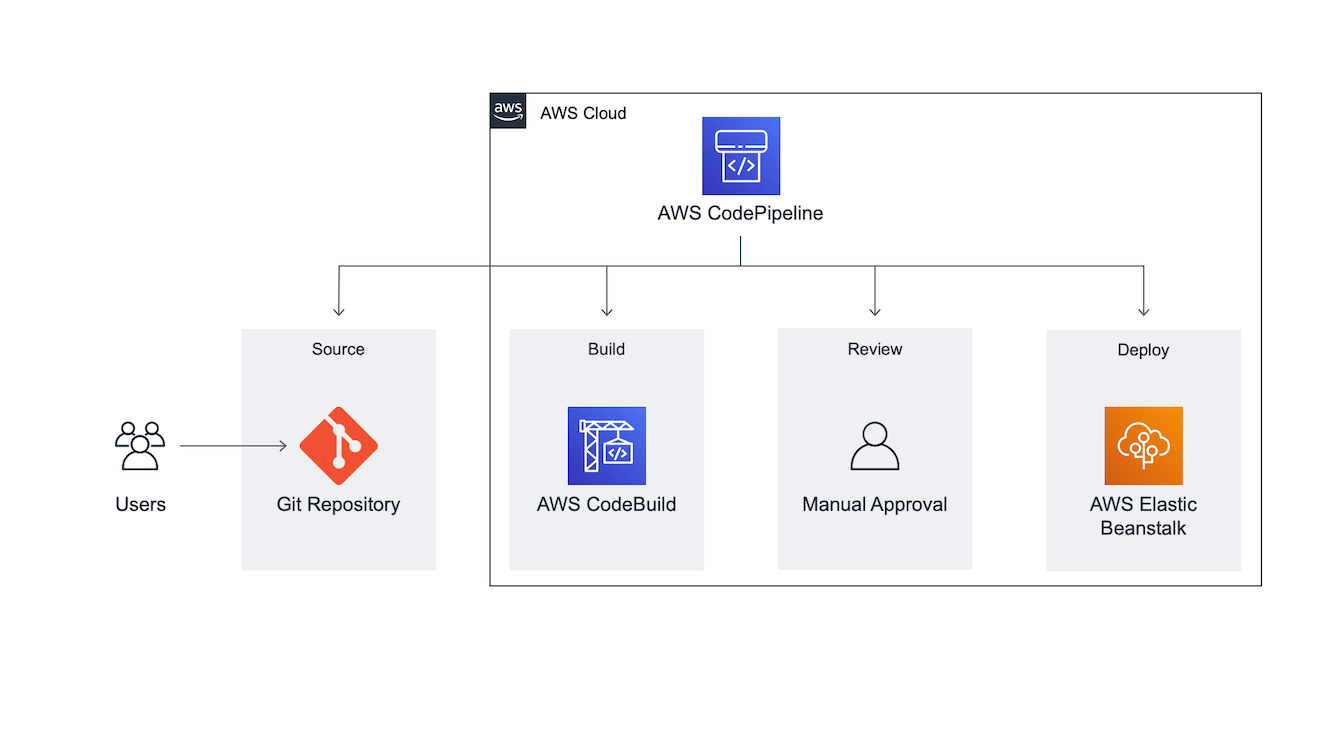 aws
AWS Cloud
AWS CodePipeline
Source
Build
Review
Deploy
Users
Git Repository
AWS CodeBuild
Manual Approval
AWS Elastic
Beanstalk